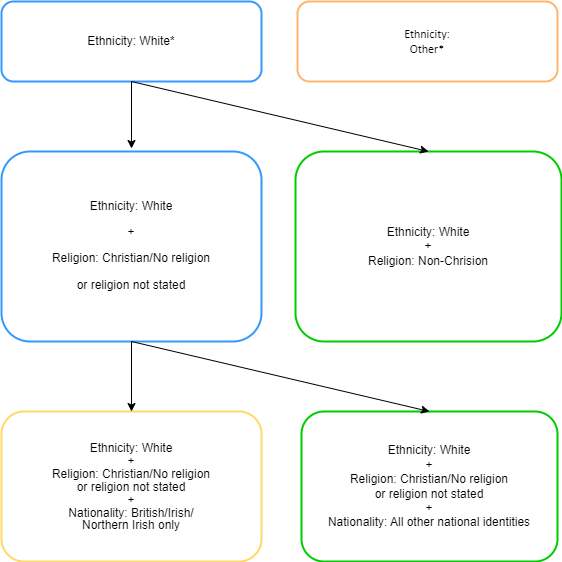 Ethnicity: White*
Ethnicity:
Other*
Ethnicity: White
+
Religion: Christian/No religion
or religion not stated
Ethnicity: White
+
Religion: Non-Chrision
Ethnicity: White
+
Religion: Christian/No religion
or religion not stated
+
Nationality: British/Irish/
Northern Irish only
Ethnicity: White
+
Religion: Christian/No religion
or religion not stated
+
Nationality: All other national identities